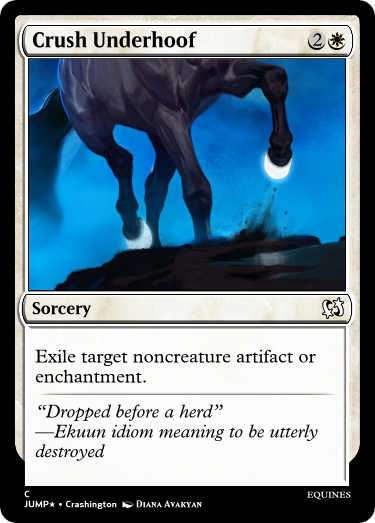 Crush Underhoof 2
Sorcery
Exile target noncreature artifact or
enchantment.
“Dropped before a herd”
—Ekuun idiom meaning to be utterly
destroyed
C
JUMP★ • Crashington Diana Avakyan
EQUINES